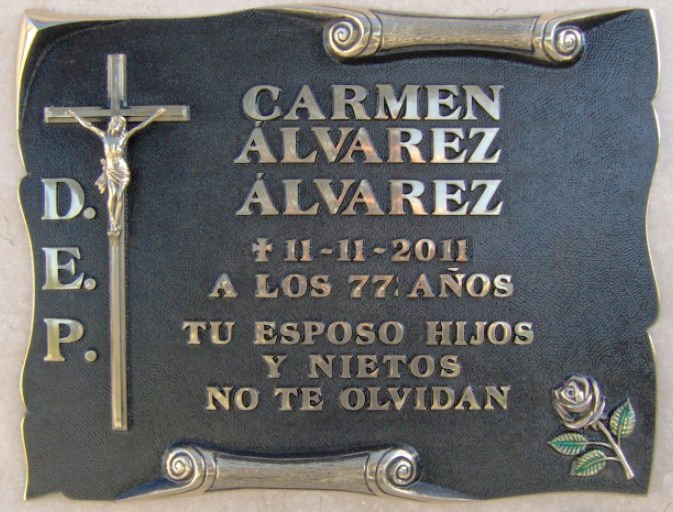 D.
E.
P.
CARMEN
ÁLVAREZ
ÁLVAREZ
✝ 11-11-2011
A LOS 77 AÑOS
TU ESPOSO HIJOS
Y NIETOS
NO TE OLVIDAN